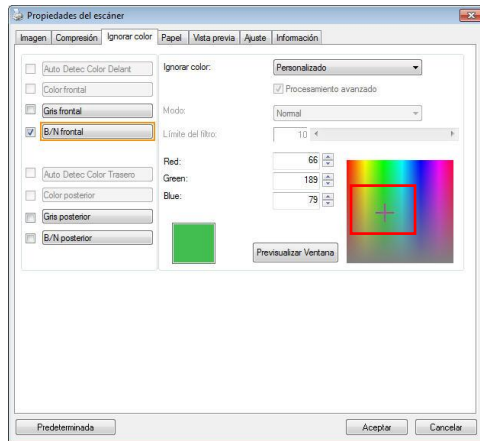 Propiedades del escáner
Imagen Compresión Ignorar color Papel Vista previa Ajuste Información
Auto Detec Color Delant
Color frontal
Gris frontal
B/N frontal
Auto Detec Color Trasero
Color posterior
Gris posterior
B/N posterior
Ignorar color: Personalizado
Procesamiento avanzado
Modo: Normal
Límite del filtro: 10
Red: 66
Green: 189
Blue: 79
Previsualizar Ventana
Predeterminada Aceptar Cancelar